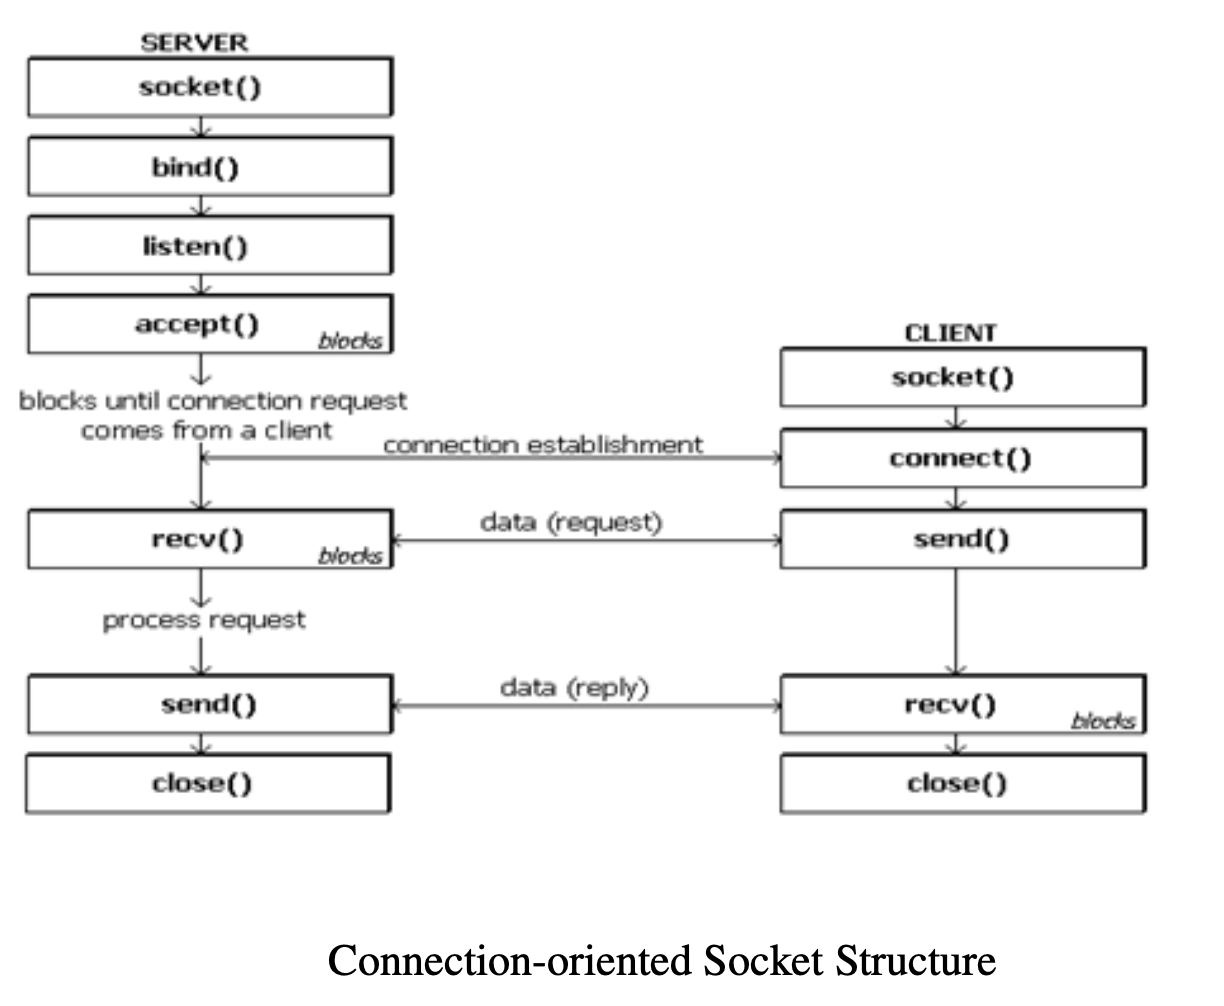 SERVER
socket()
bind()
listen()
accept()
blocks
blocks until connection request
comes from a client
CLIENT
socket()
connection establishment
connect()
data (request)
recv()
blocks
send()
process request
data (reply)
send()
recv()
blocks
close()
close()
Connection-oriented Socket Structure